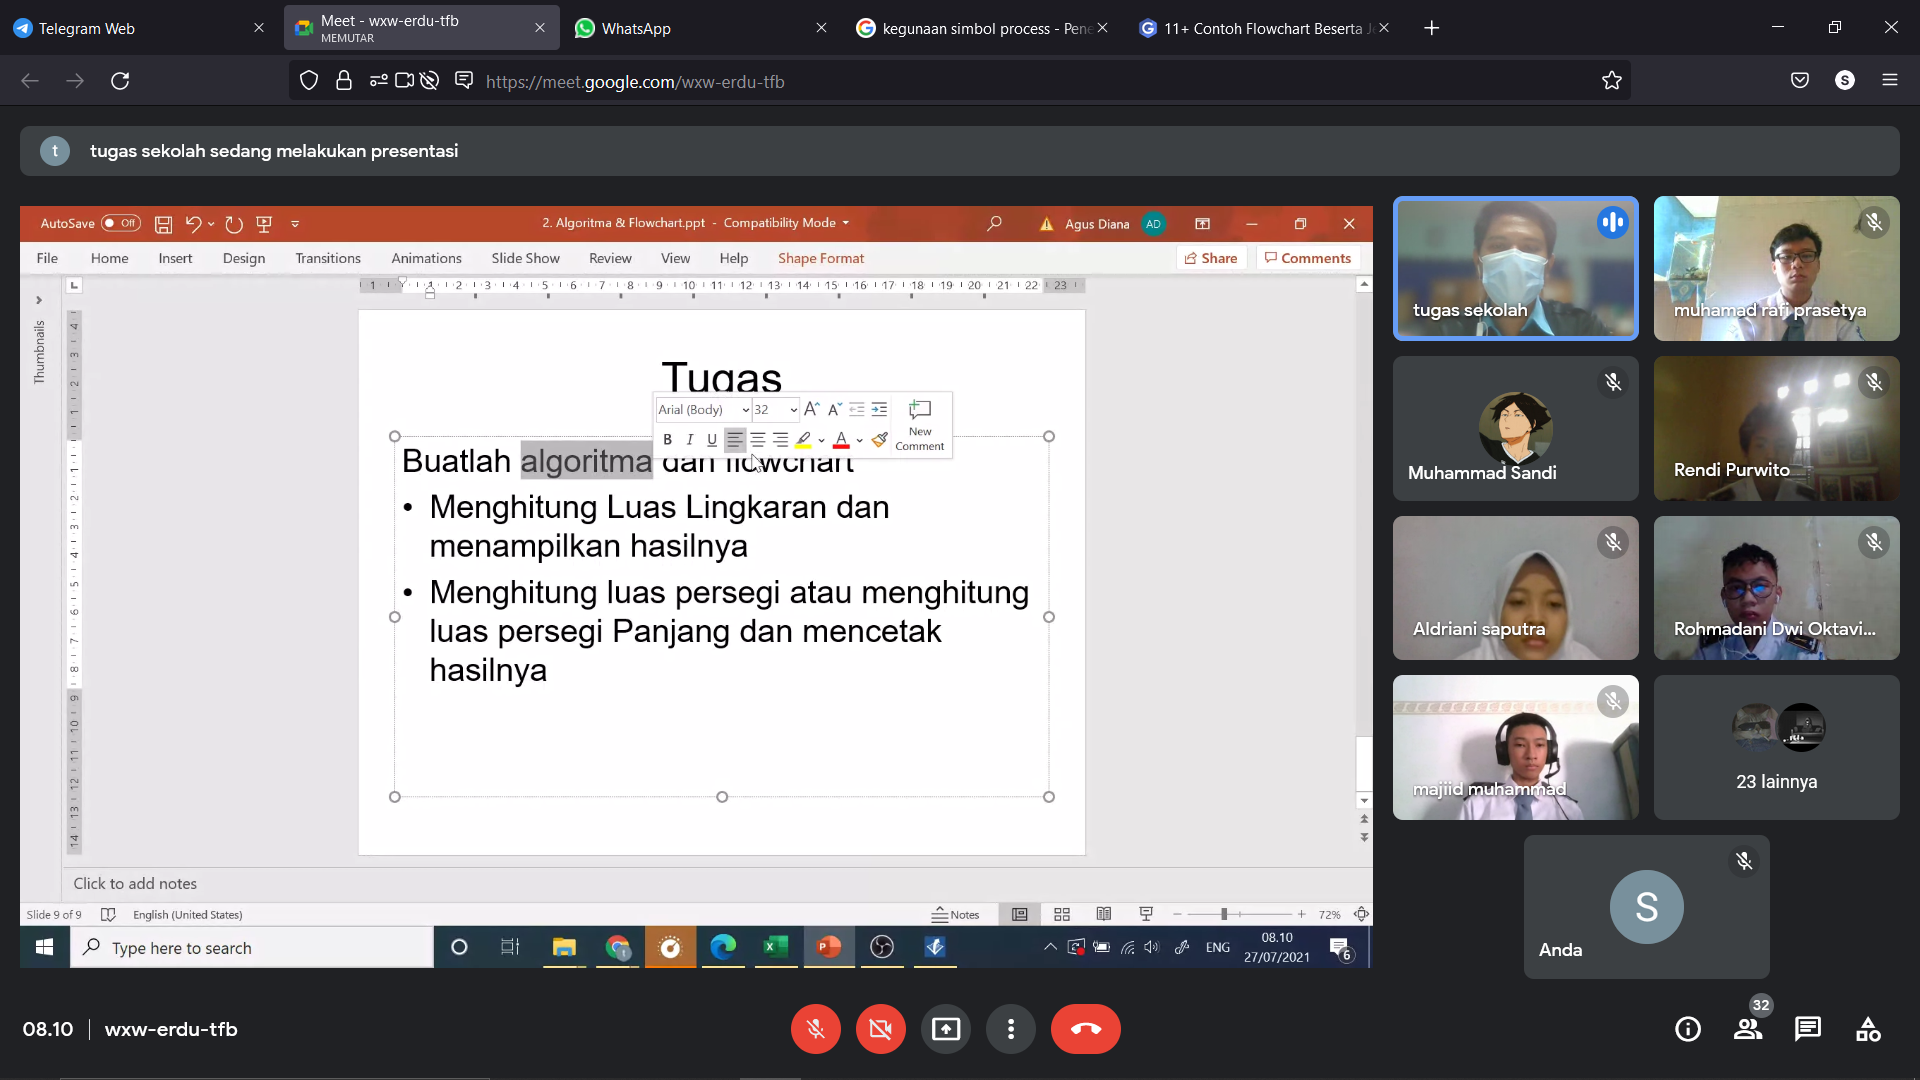 Telegram Web
Meet - wxw-erdu-tfb
MEMUTAR
WhatsApp
kegunaan simbol process - Pene
11+ Contoh Flowchart Beserta Je
https://meet.google.com/wxw-erdu-tfb
S
t
tugas sekolah sedang melakukan presentasi
AutoSave Off
2. Algoritma & Flowchart.ppt - Compatibility Mode
Agus Diana AD
File Home Insert Design Transitions Animations Slide Show Review View Help Shape Format
Share Comments
Thumbnails
Tugas
Arial (Body) 32
B I U A
New
Comment
Buatlah algoritma dan flowchart
• Menghitung Luas Lingkaran dan
menampilkan hasilnya
• Menghitung luas persegi atau menghitung
luas persegi Panjang dan mencetak
hasilnya
Click to add notes
Slide 9 of 9
English (United States)
Notes
72%
Type here to search
ENG
08.10
27/07/2021
6
tugas sekolah
muhamad rafi prasetya
Muhammad Sandi
Rendi Purwito
Aldriani saputra
Rohmadani Dwi Oktavi...
majiid muhammad
23 lainnya
S
Anda
08.10 | wxw-erdu-tfb
32